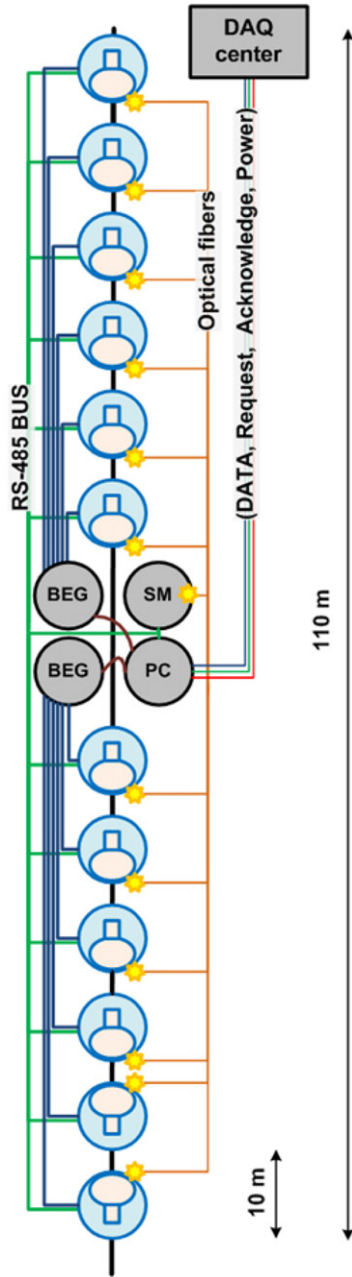 DAQ
center
RS-485 BUS
Optical fibers
(DATA, Request, Acknowledge, Power)
BEG
SM
BEG
PC
110 m
10 m